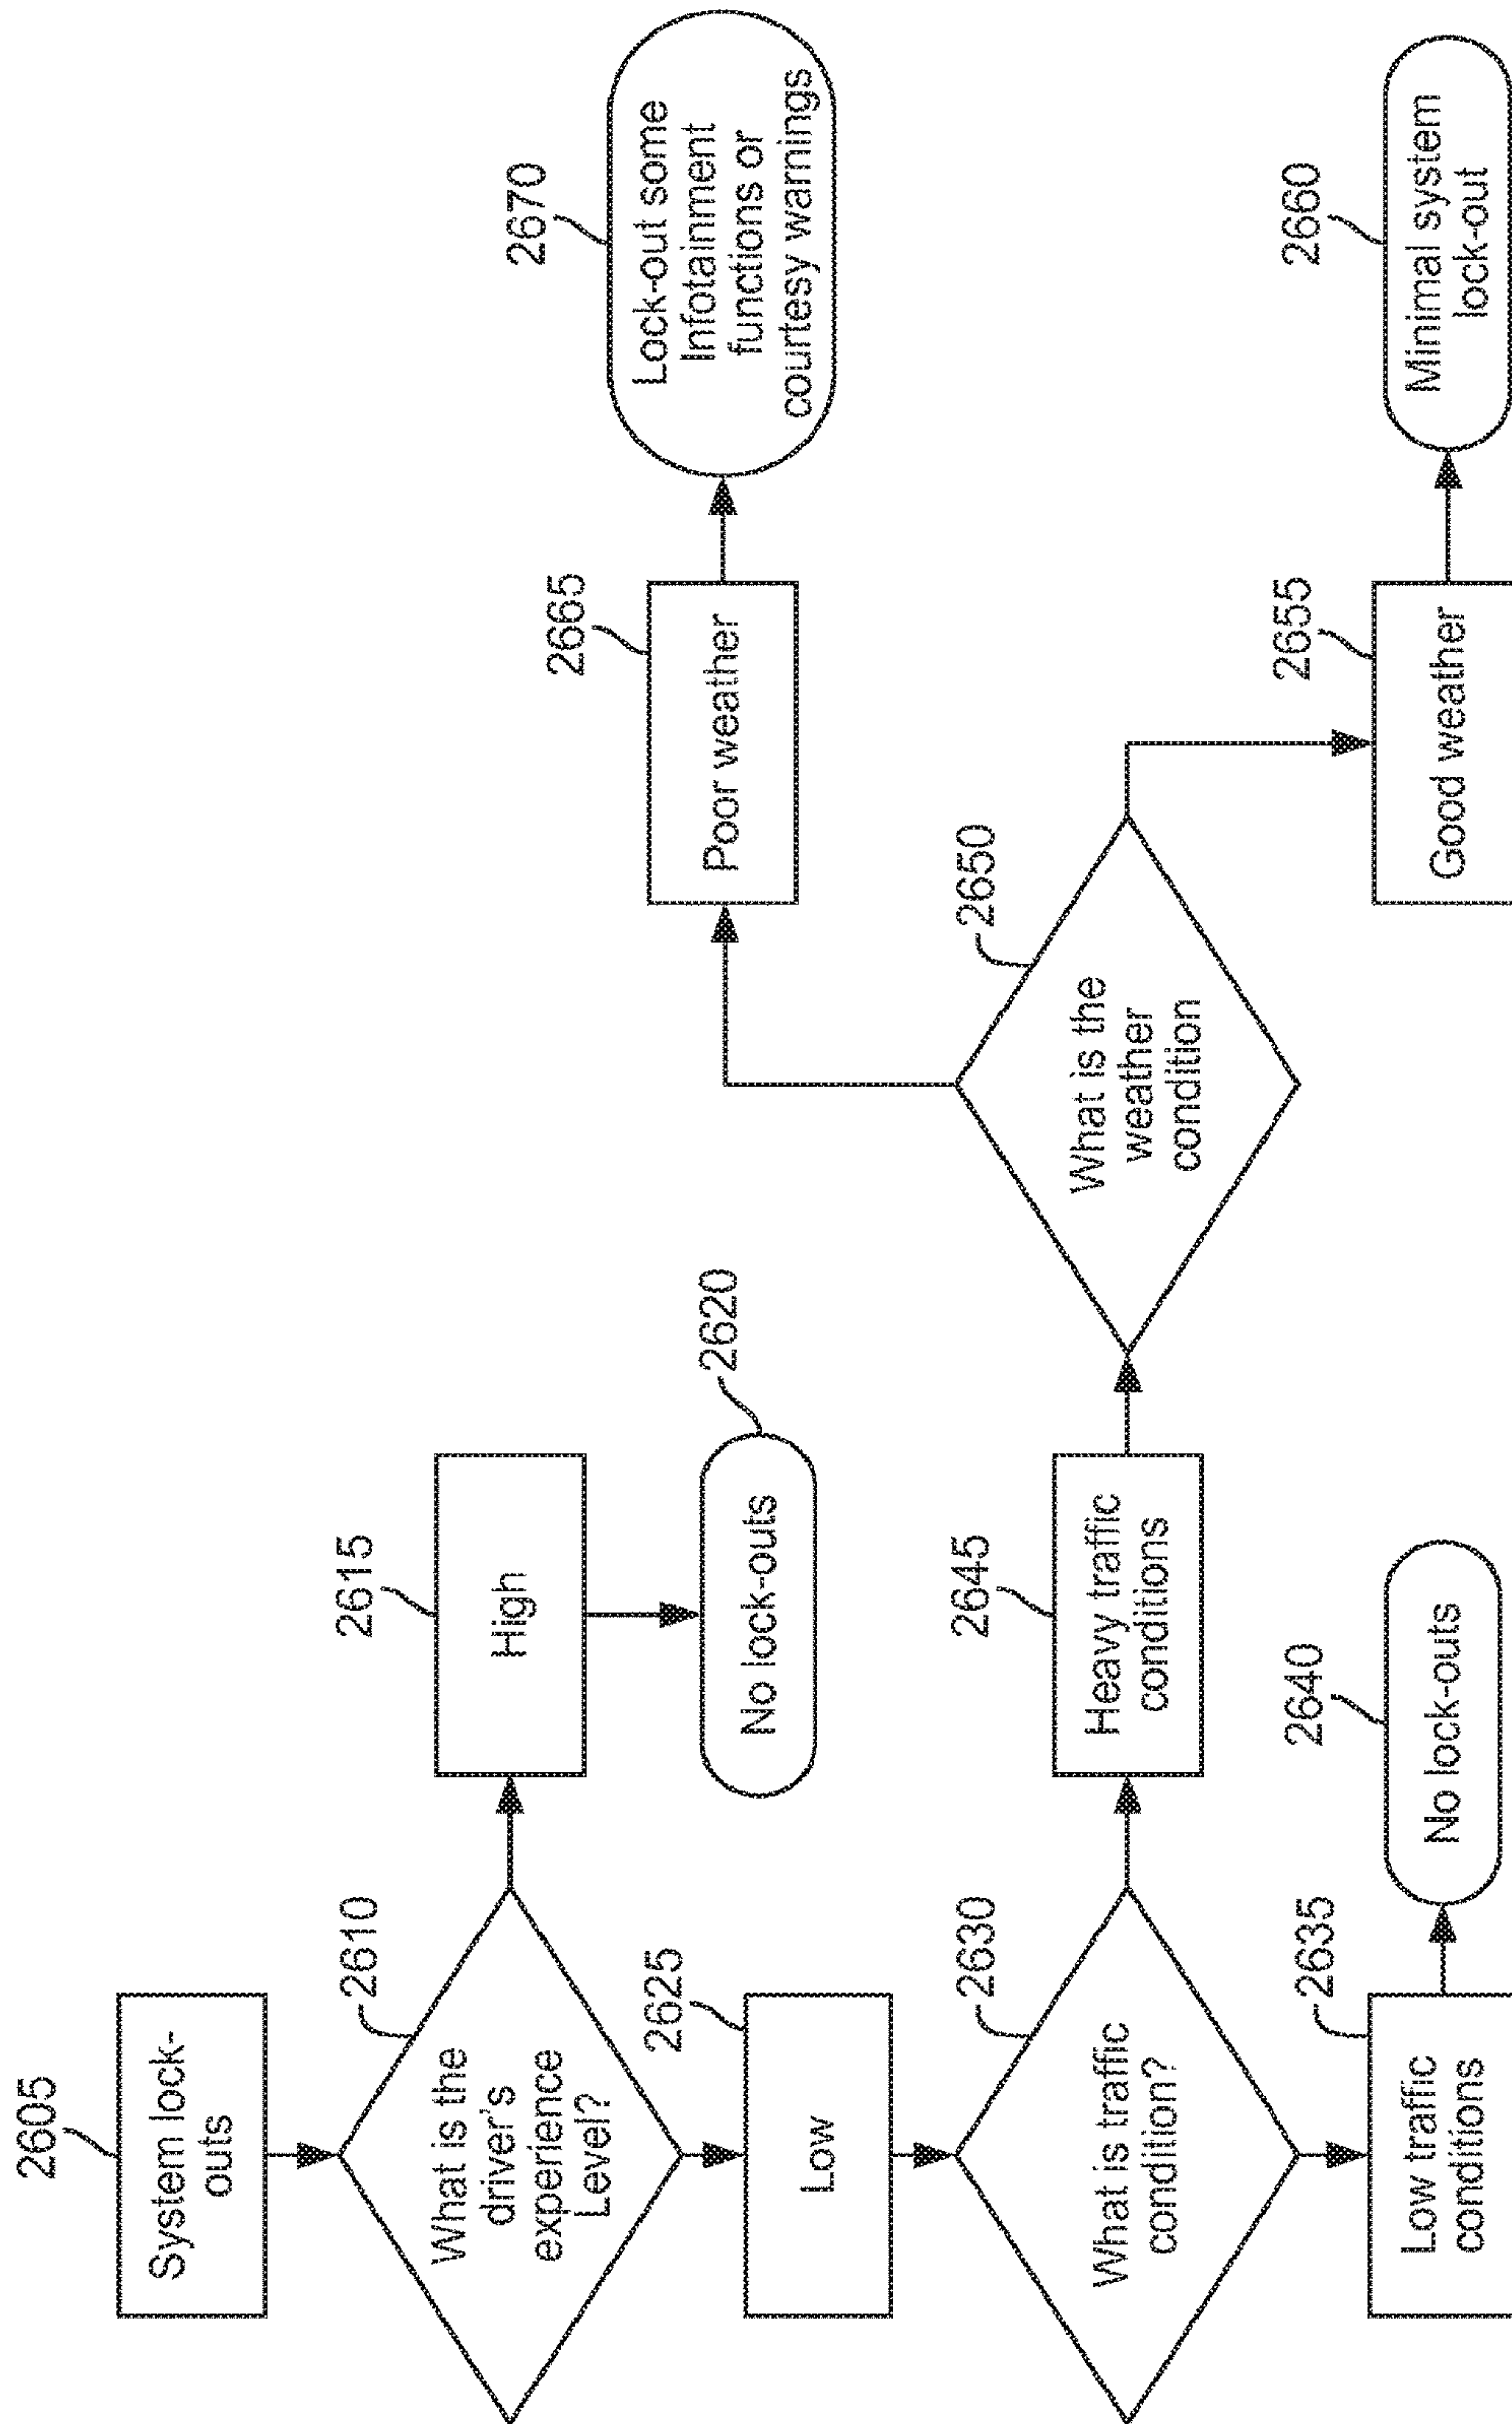 2605
System lock-
outs
2610
What is the
driver's
experience
Level?
2615
High
2620
No lock-outs
2625
Low
2630
What is traffic
condition?
2635
Low traffic
conditions
2640
No lock-outs
2645
Heavy traffic
conditions
2650
What is the
weather
condition
2665
Poor weather
2670
Lock-out some
Infotainment
functions or
courtesy warnings
2655
Good weather
2660
Minimal system
lock-out